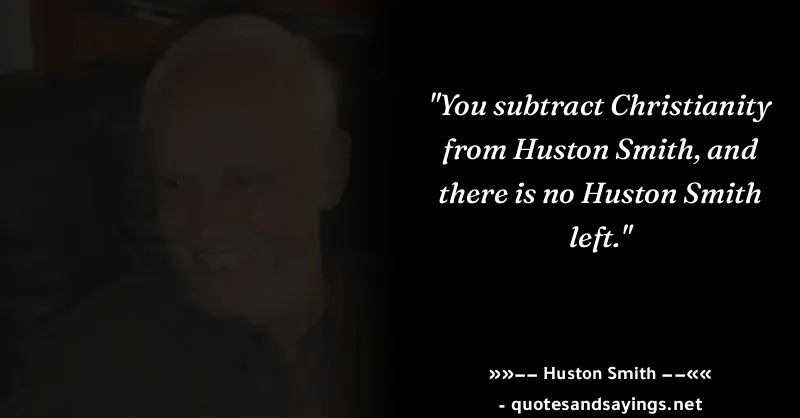 "You subtract Christianity
from Huston Smith, and
there is no Huston Smith
left."
»»−− Huston Smith −−««
- quotesandsayings.net